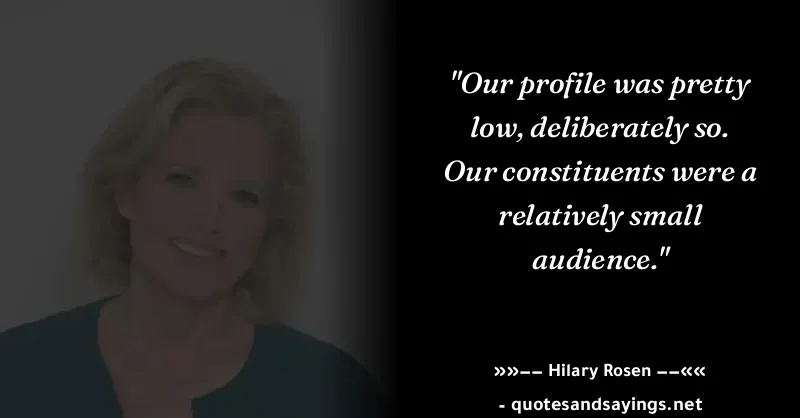 "Our profile was pretty
low, deliberately so.
Our constituents were a
relatively small
audience."
»»−− Hilary Rosen −−««
- quotesandsayings.net